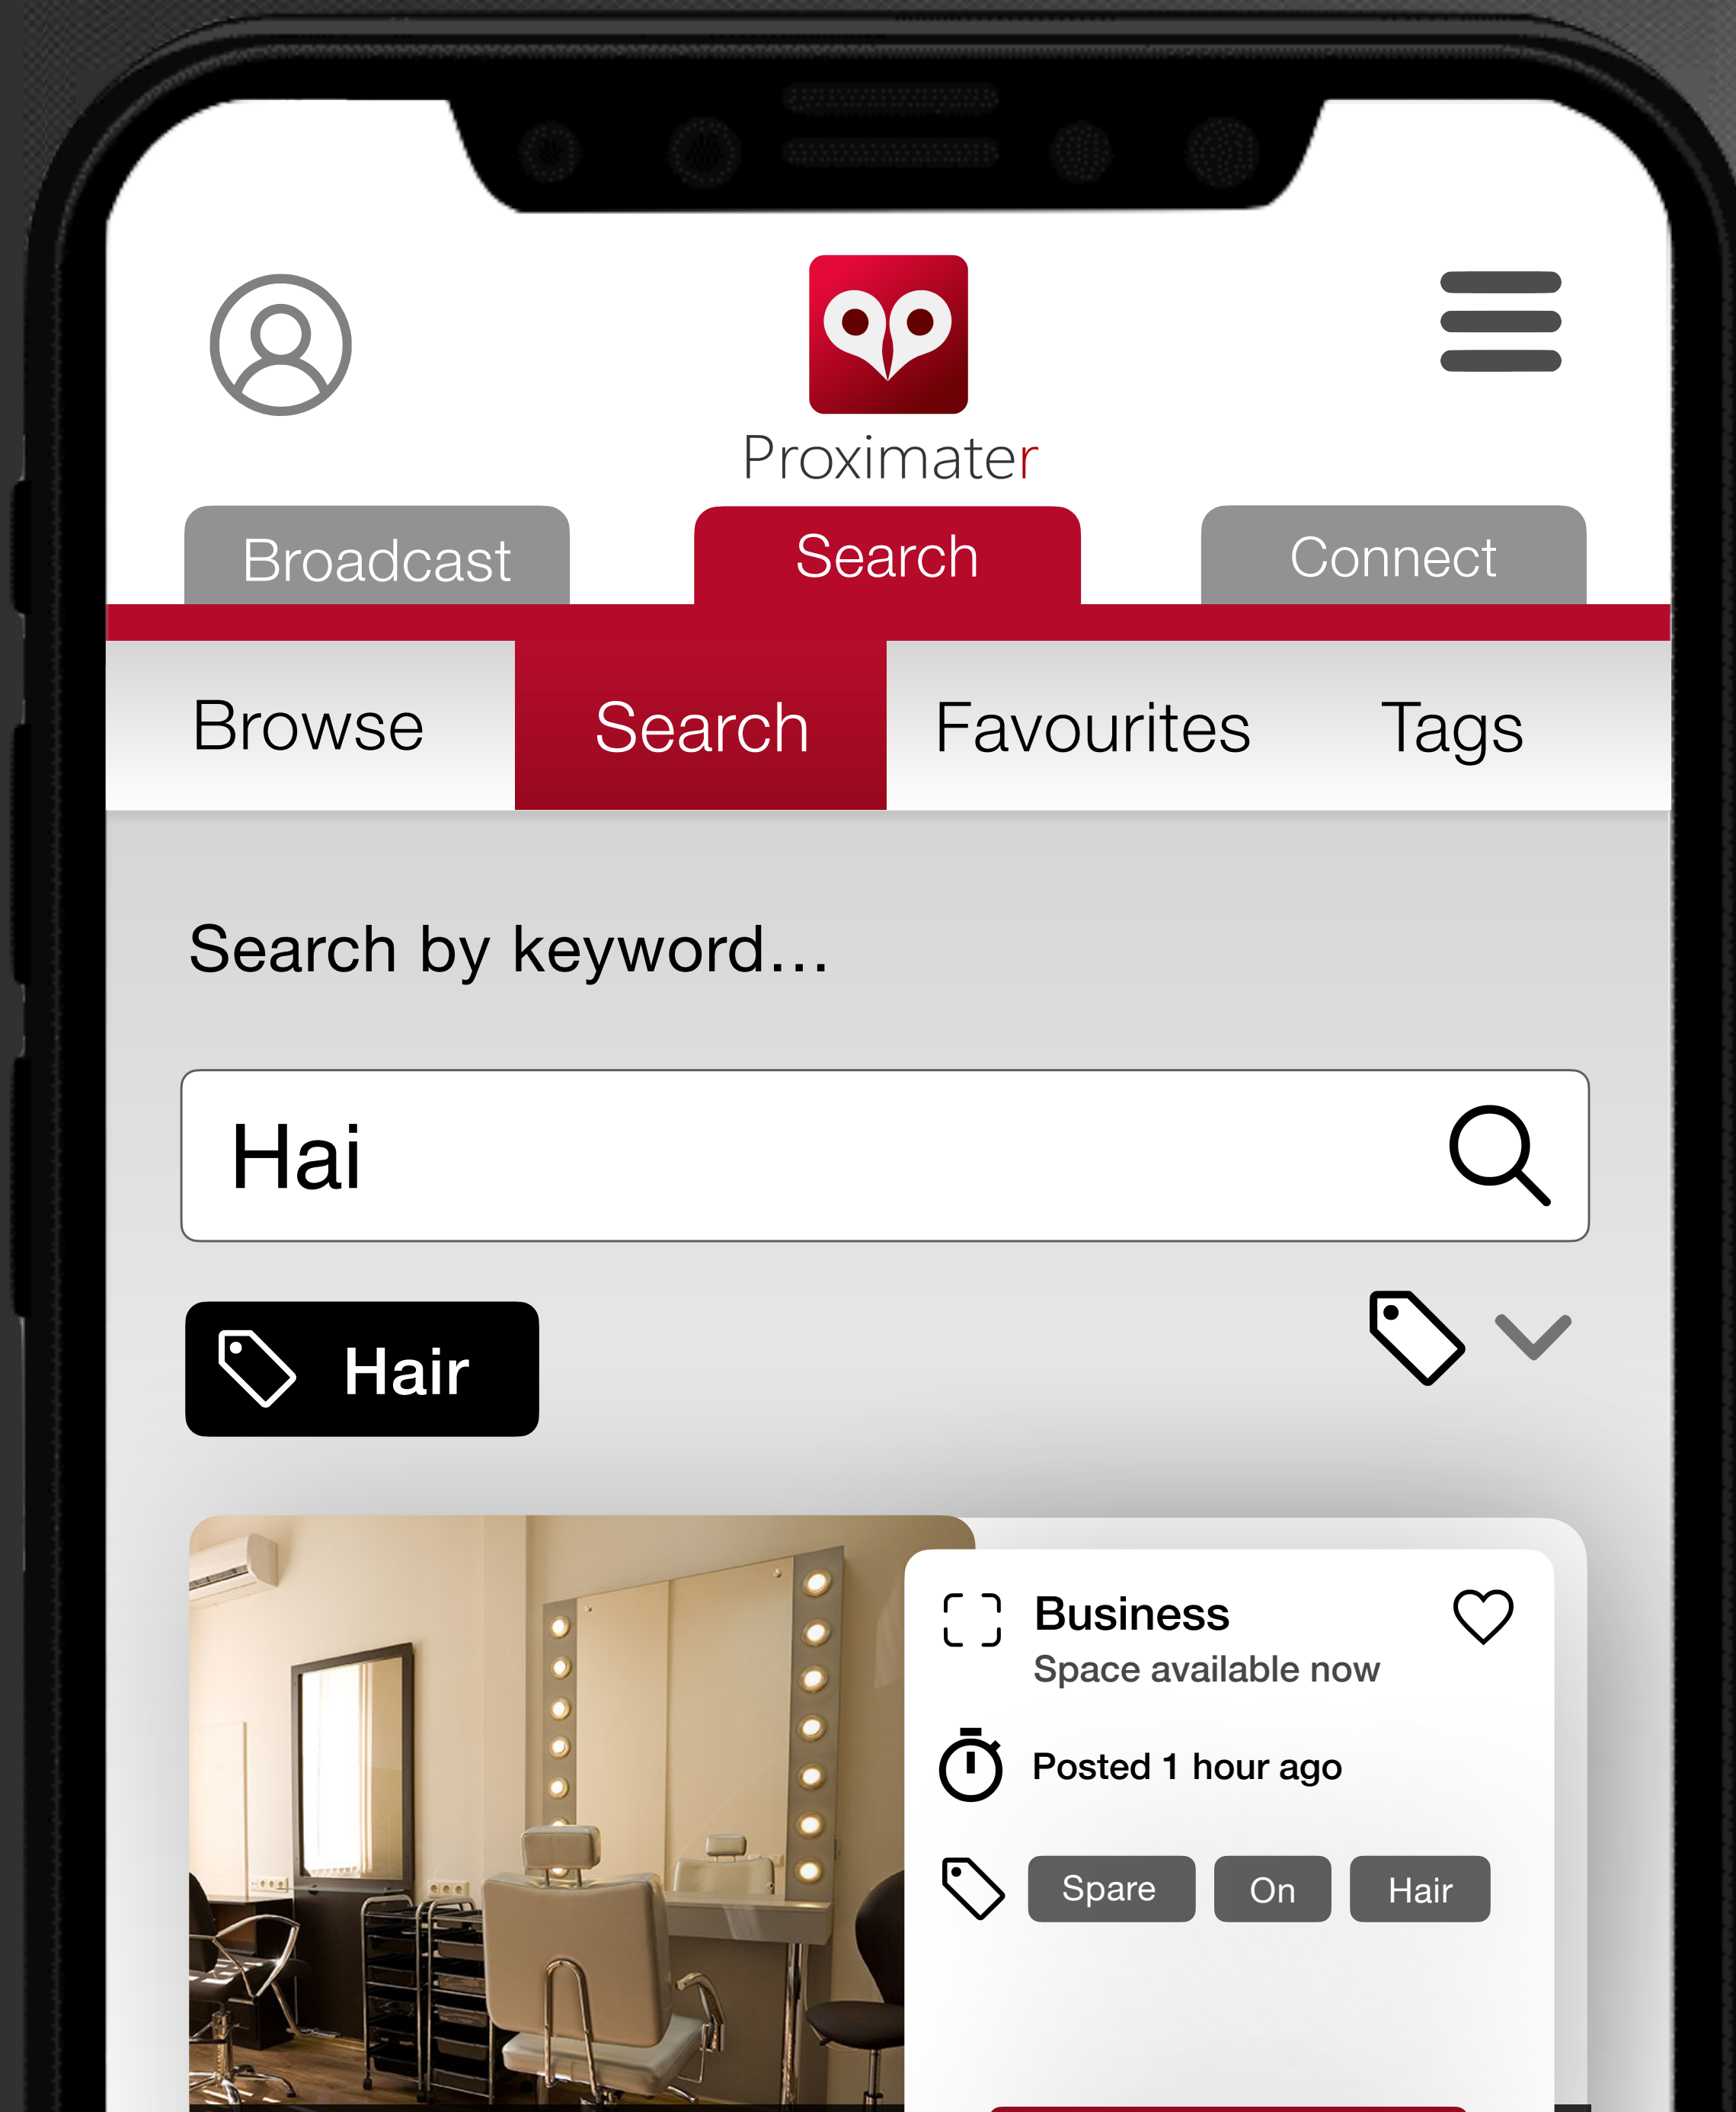 Proximater
Broadcast
Search
Connect
Browse
Search
Favourites
Tags
Search by keyword...
Hai
Hair
Business
Space available now
Posted 1 hour ago
Spare
On
Hair